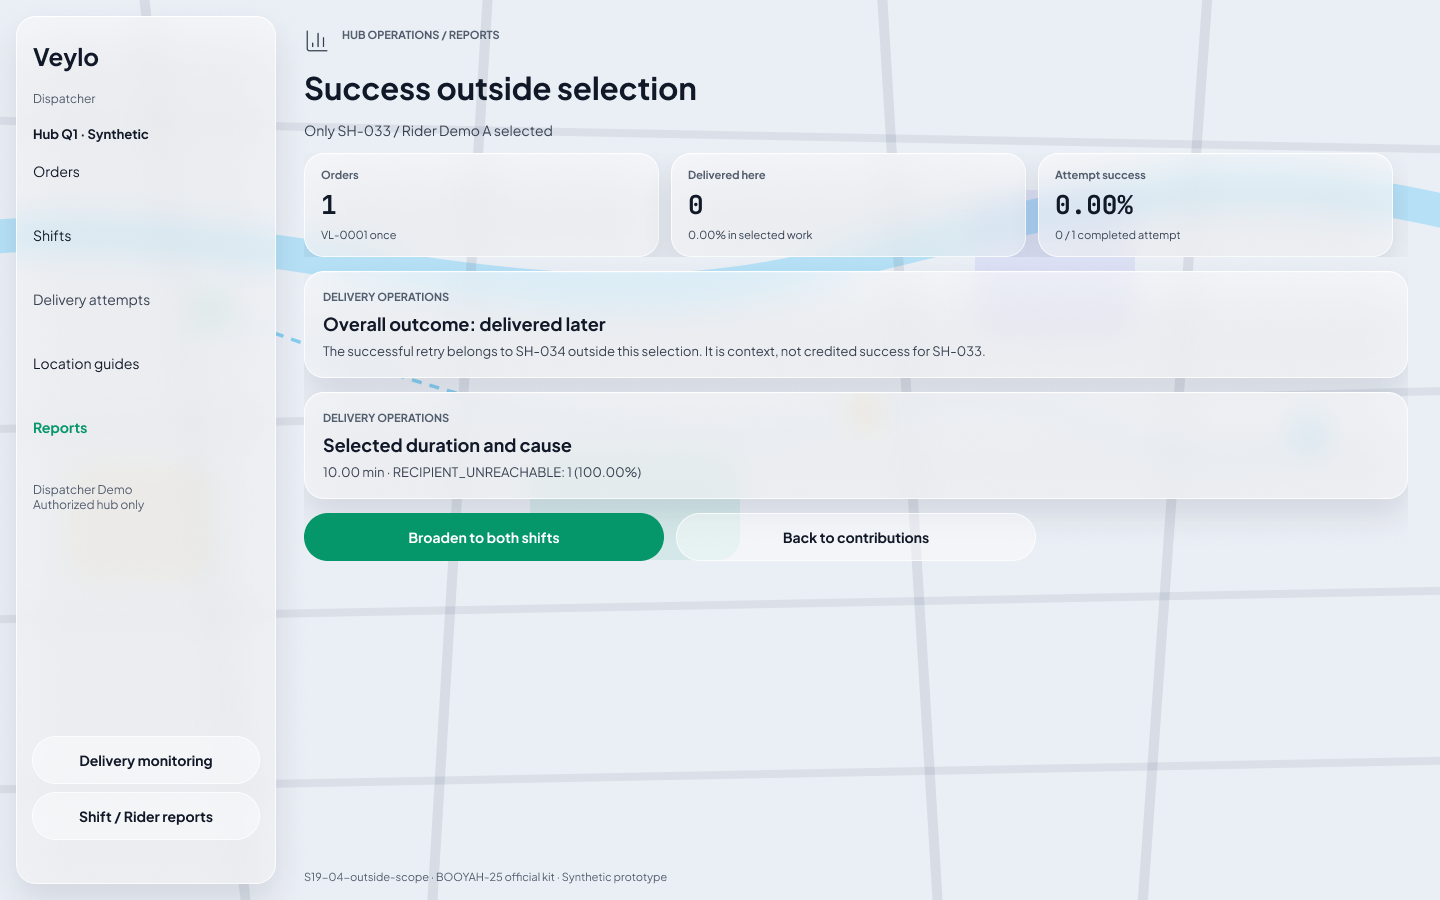 Veylo
Dispatcher
Hub Q1 · Synthetic
Orders
Shifts
Delivery attempts
Location guides
Reports
Dispatcher Demo
Authorized hub only
Delivery monitoring
Shift / Rider reports
HUB OPERATIONS / REPORTS
Success outside selection
Only SH-033 / Rider Demo A selected
Orders
1
VL-0001 once
Delivered here
0
0.00% in selected work
Attempt success
0.00%
0 / 1 completed attempt
DELIVERY OPERATIONS
Overall outcome: delivered later
The successful retry belongs to SH-034 outside this selection. It is context, not credited success for SH-033.
DELIVERY OPERATIONS
Selected duration and cause
10.00 min · RECIPIENT_UNREACHABLE: 1 (100.00%)
Broaden to both shifts
Back to contributions
S19-04-outside-scope · BOOYAH-25 official kit · Synthetic prototype